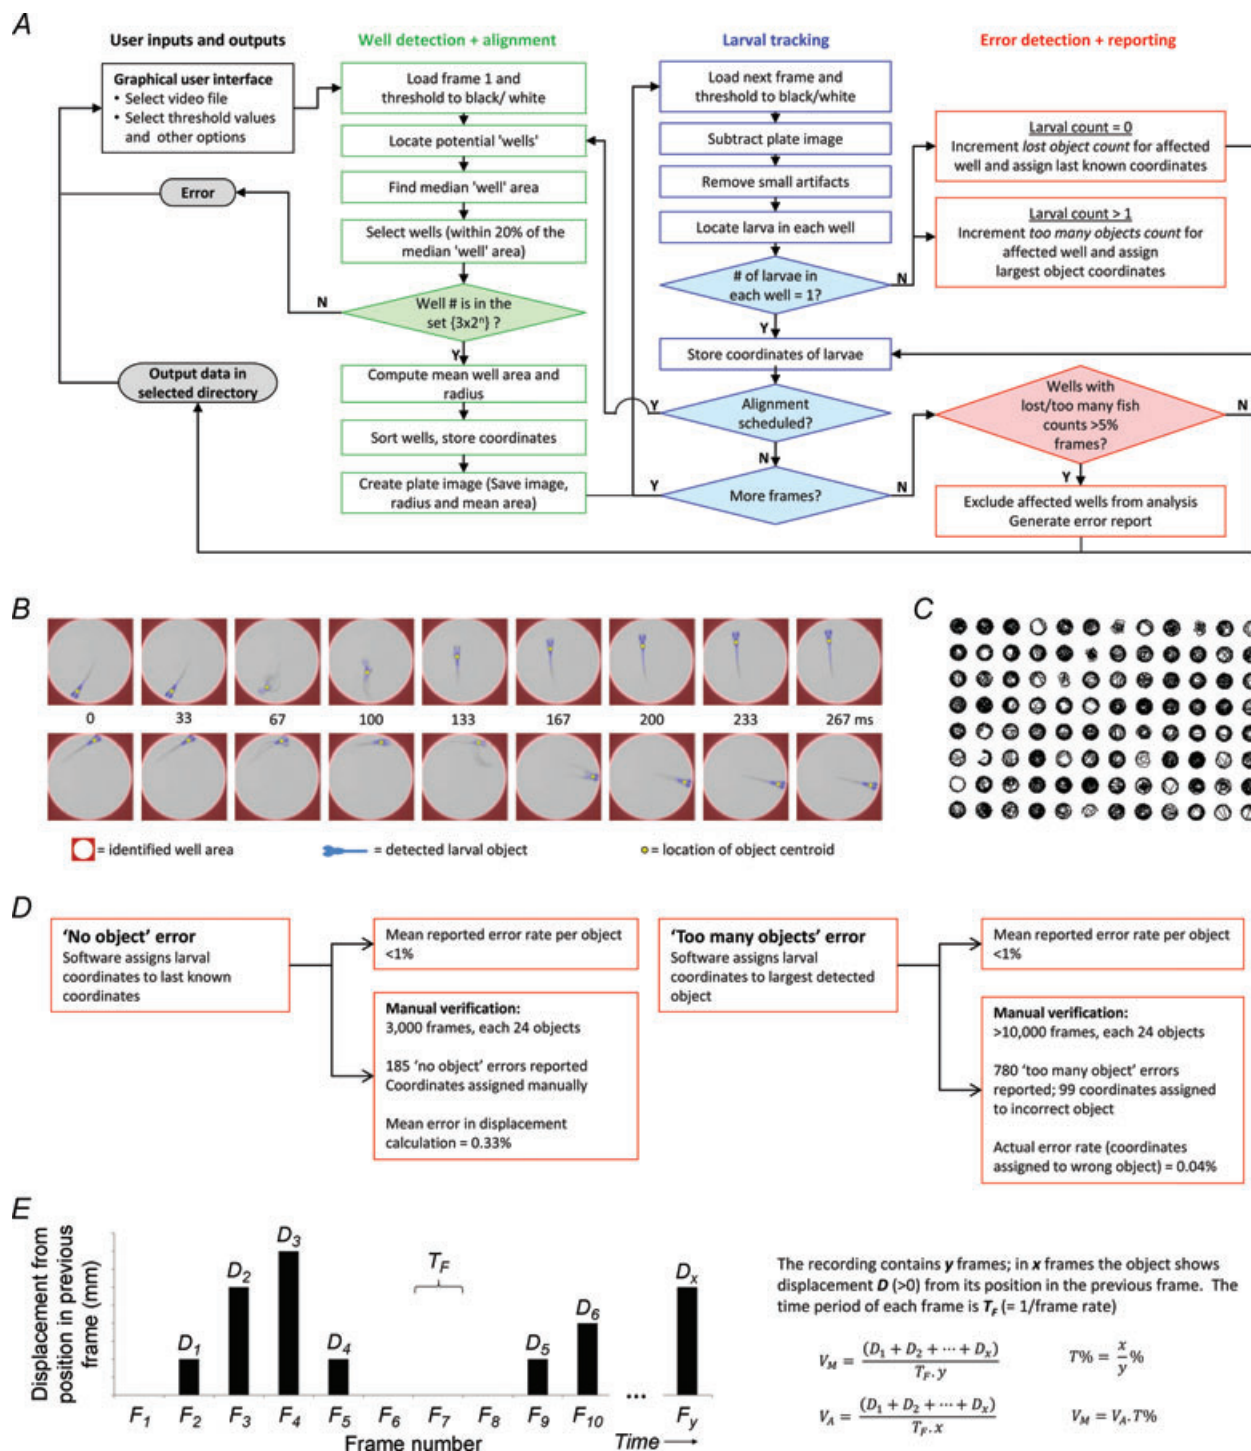 A
User inputs and outputs
Well detection + alignment
Larval tracking
Error detection + reporting
Graphical user interface
• Select video file
• Select threshold values
and other options
Error
Output data in
selected directory
Load frame 1 and
threshold to black/ white
Locate potential 'wells'
Find median 'well' area
Select wells (within 20% of the
median 'well' area)
N
Well # is in the
set {3x2ⁿ} ?
Y
Compute mean well area and
radius
Sort wells, store coordinates
Create plate image (Save image,
radius and mean area)
Load next frame and
threshold to black/white
Subtract plate image
Remove small artifacts
Locate larva in each well
# of larvae in
each well = 1?
N
Y
Store coordinates of larvae
Y
Alignment
scheduled?
N
Y
More frames?
N
Larval count = 0
Increment lost object count for affected
well and assign last known coordinates
Larval count > 1
Increment too many objects count for
affected well and assign
largest object coordinates
Wells with
lost/too many fish
counts >5%
frames?
N
Y
Exclude affected wells from analysis
Generate error report
B
0 33 67 100 133 167 200 233 267 ms
= identified well area
= detected larval object
= location of object centroid
C
D
'No object' error
Software assigns larval
coordinates to last known
coordinates
Mean reported error rate per object
<1%
Manual verification:
3,000 frames, each 24 objects
185 'no object' errors reported
Coordinates assigned manually
Mean error in displacement
calculation = 0.33%
'Too many objects' error
Software assigns larval
coordinates to largest detected
object
Mean reported error rate per object
<1%
Manual verification:
>10,000 frames, each 24 objects
780 'too many object' errors
reported; 99 coordinates assigned
to incorrect object
Actual error rate (coordinates
assigned to wrong object) = 0.04%
E
Displacement from
position in previous
frame (mm)
D₁ D₂ D₃ D₄ T_F D₅ D₆ Dₓ
...
F₁ F₂ F₃ F₄ F₅ F₆ F₇ F₈ F₉ F₁₀ F_y
Frame number
Time
The recording contains y frames; in x frames the object shows
displacement D (>0) from its position in the previous frame. The
time period of each frame is T_F (= 1/frame rate)
V_M = (D₁ + D₂ + ⋯ + Dₓ) / T_F. y
T% = x/y %
V_A = (D₁ + D₂ + ⋯ + Dₓ) / T_F. x
V_M = V_A. T%